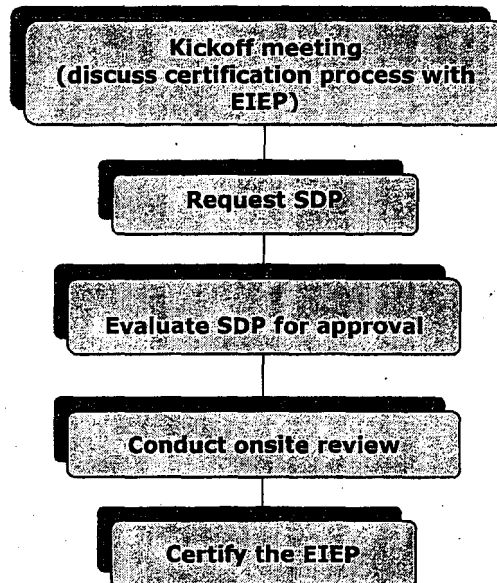 Kickoff meeting
(discuss certification process with
EIEP)
Request SDP
Evaluate SDP for approval
Conduct onsite review
Certify the EIEP